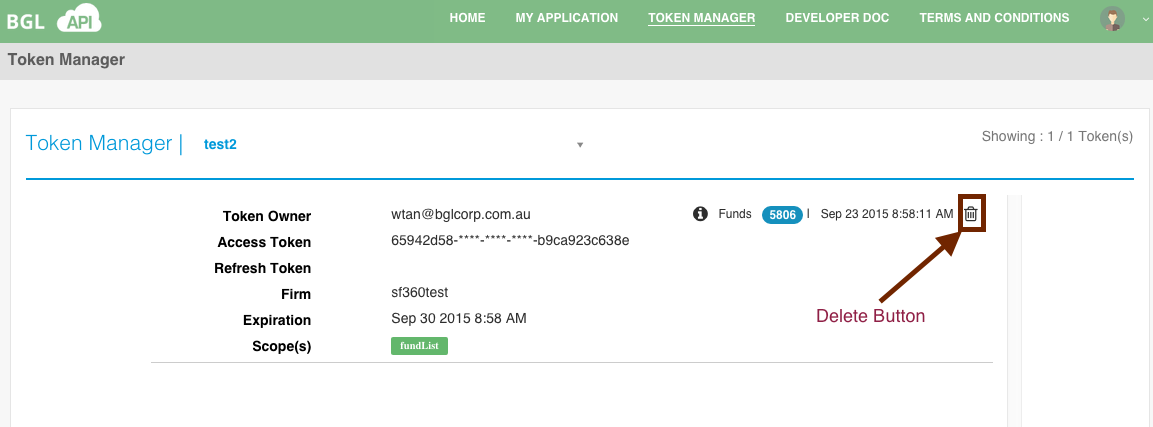 BGL API HOME MY APPLICATION TOKEN MANAGER DEVELOPER DOC TERMS AND CONDITIONS
Token Manager
Token Manager | test2 Showing : 1 / 1 Token(s)
Token Owner wtan@bglcorp.com.au Funds 5806 | Sep 23 2015 8:58:11 AM
Access Token 65942d58-****-****-****-b9ca923c638e
Refresh Token
Firm sf360test
Expiration Sep 30 2015 8:58 AM
Scope(s) fundList
Delete Button